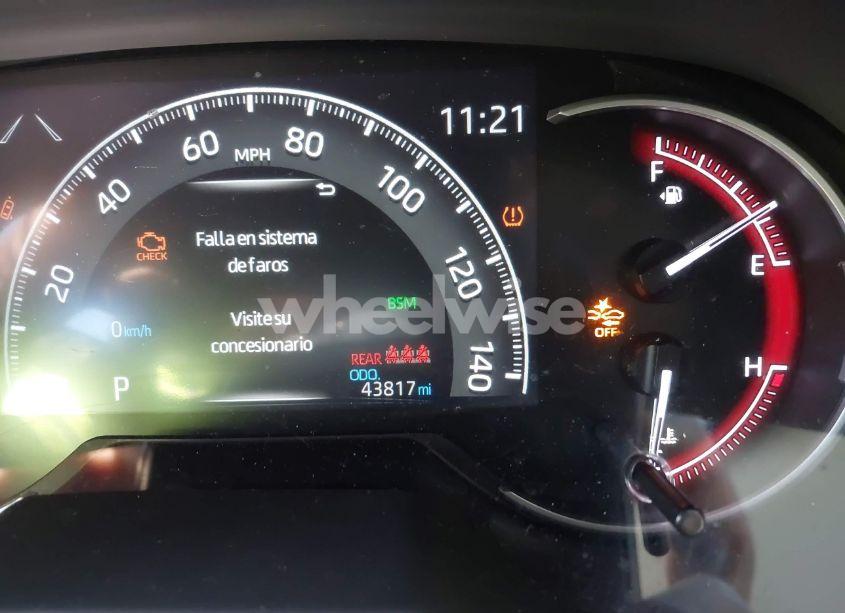 11:21
60
MPH
80
40
100
20
120
140
CHECK
Falla en sistema
de faros
0 km/h
Visite su
concesionario
BSM
REAR
ODO.
43817 mi
P
F
E
OFF
H
wheelwise